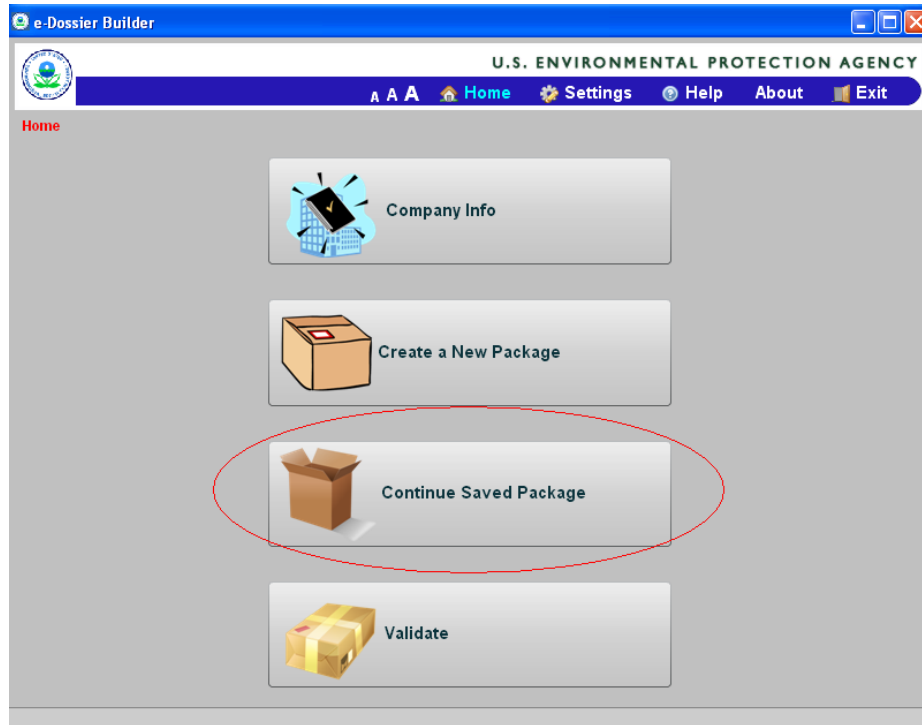 e-Dossier Builder
U.S. ENVIRONMENTAL PROTECTION AGENCY
A A A Home Settings Help About Exit
Home
Company Info
Create a New Package
Continue Saved Package
Validate